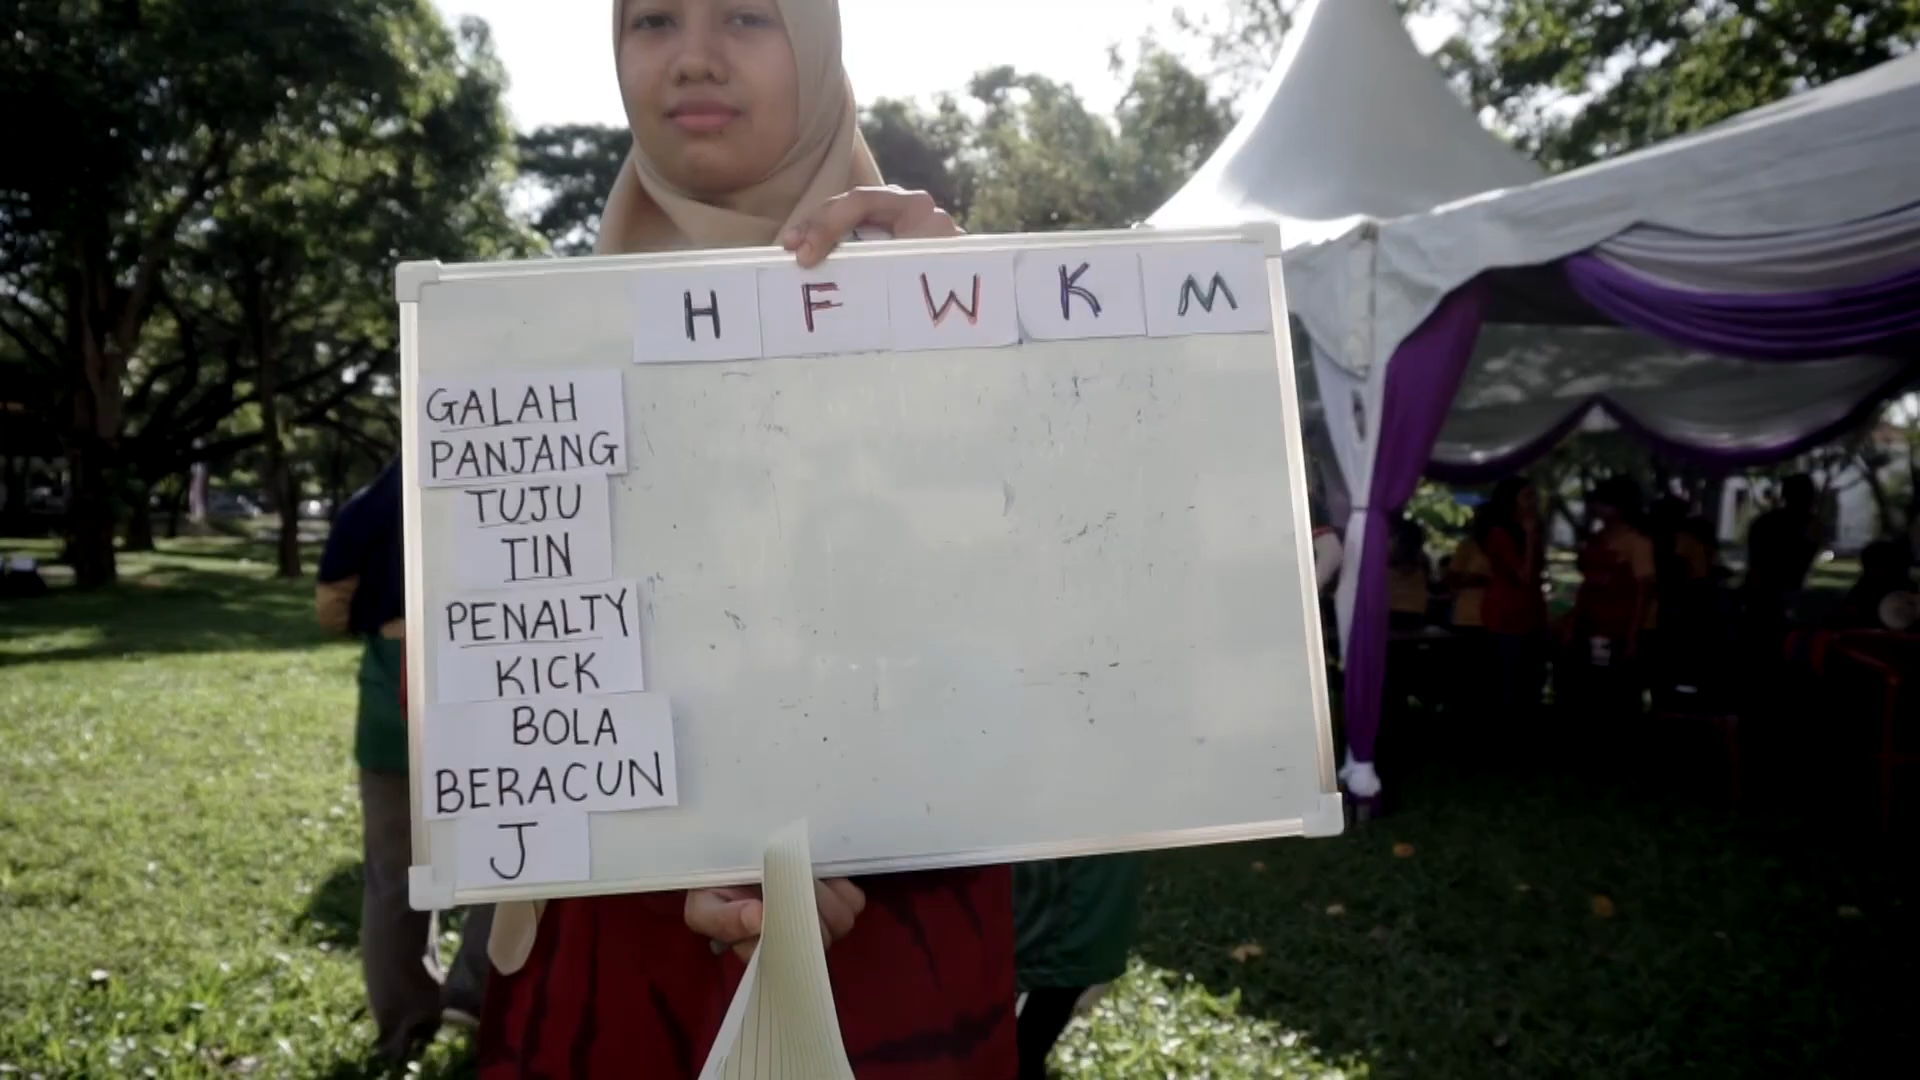 H F W K M
GALAH
PANJANG
TUJU
TIN
PENALTY
KICK
BOLA
BERACUN
J